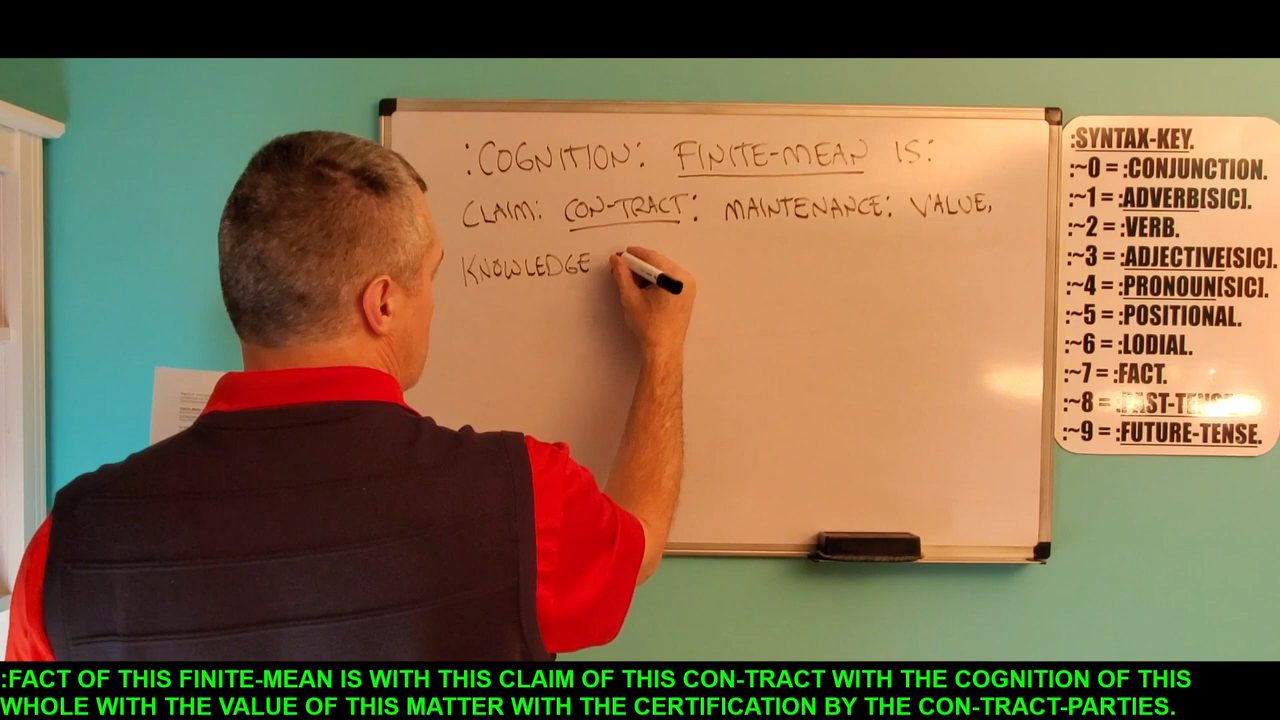 :COGNITION: FINITE-MEAN IS:
CLAIM: CON-TRACT: MAINTENANCE: VALUE,
KNOWLEDGE
:SYNTAX-KEY.
:~0 = :CONJUNCTION.
:~1 = :ADVERB[SIC].
:~2 = :VERB.
:~3 = :ADJECTIVE[SIC].
:~4 = :PRONOUN[SIC].
:~5 = :POSITIONAL.
:~6 = :LODIAL.
:~7 = :FACT.
:~8 = :PAST-TENSE.
:~9 = :FUTURE-TENSE.
:FACT OF THIS FINITE-MEAN IS WITH THIS CLAIM OF THIS CON-TRACT WITH THE COGNITION OF THIS
WHOLE WITH THE VALUE OF THIS MATTER WITH THE CERTIFICATION BY THE CON-TRACT-PARTIES.